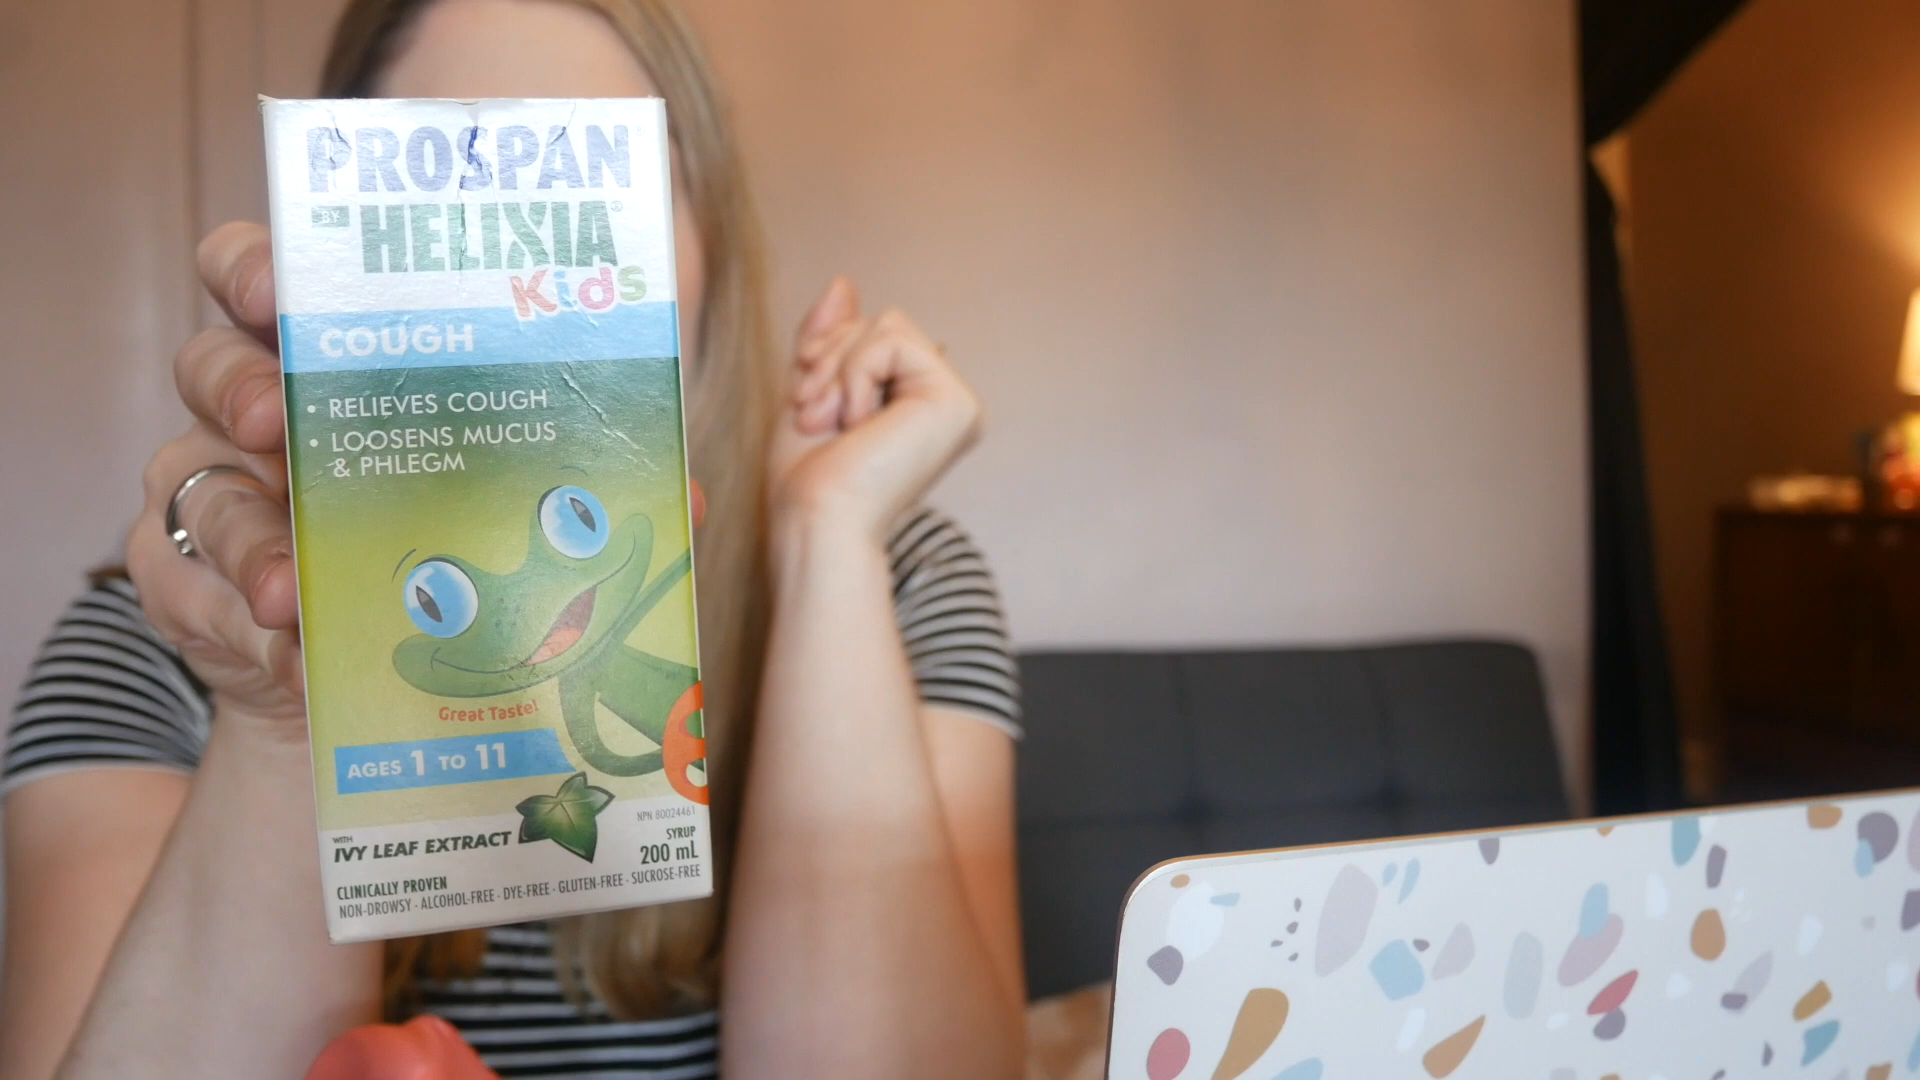 PROSPAN
BY HELIXIA®
Kids
COUGH
• RELIEVES COUGH
• LOOSENS MUCUS
& PHLEGM
Great Taste!
AGES 1 TO 11
NPN 80024461
WITH
IVY LEAF EXTRACT
SYRUP
200 mL
CLINICALLY PROVEN
NON-DROWSY · ALCOHOL-FREE · DYE-FREE · GLUTEN-FREE · SUCROSE-FREE